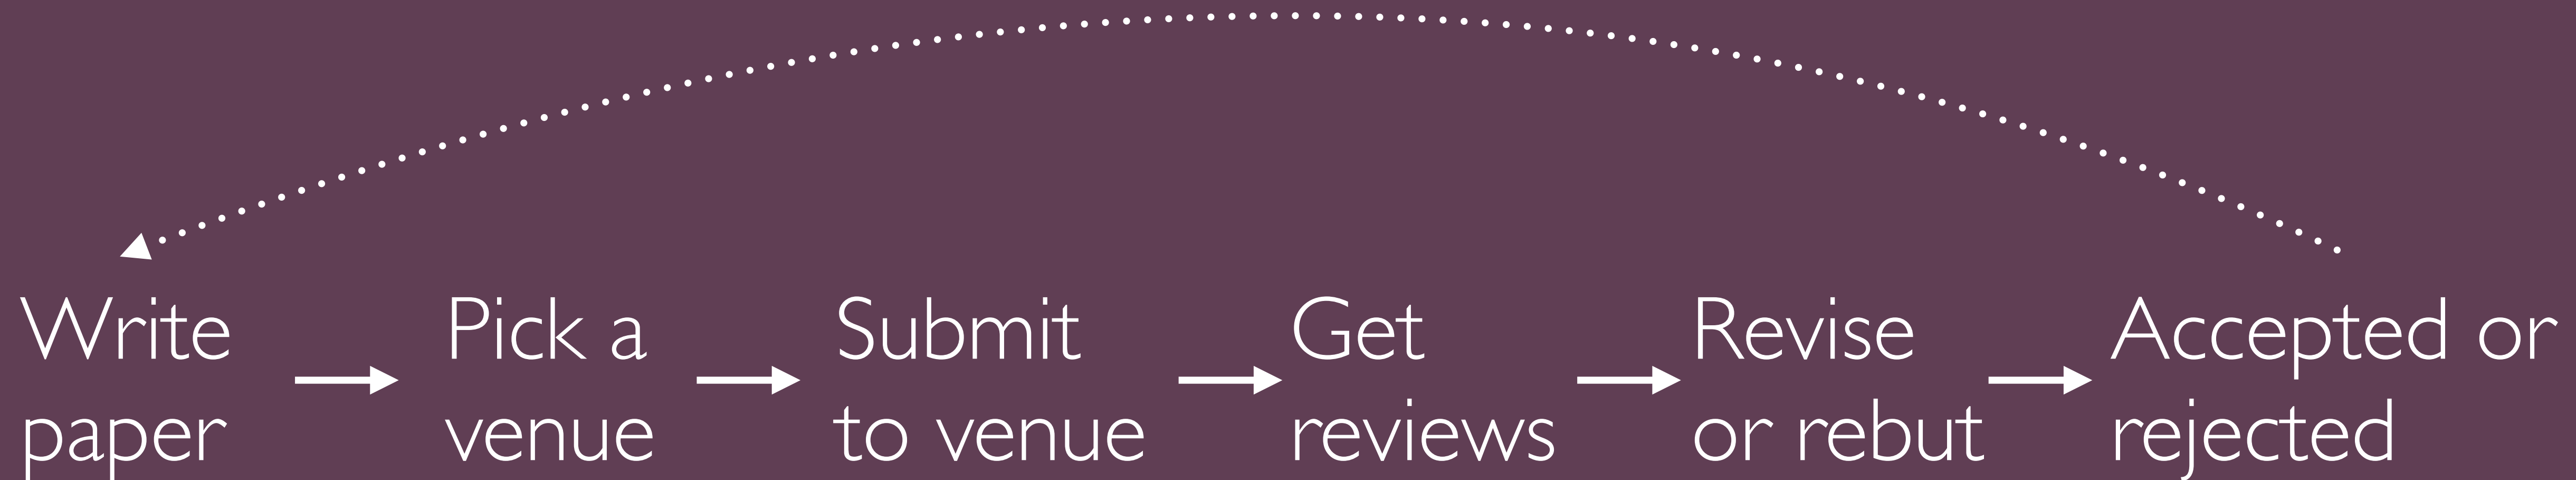 Write
paper
Pick a
venue
Submit
to venue
Get
reviews
Revise
or rebut
Accepted or
rejected